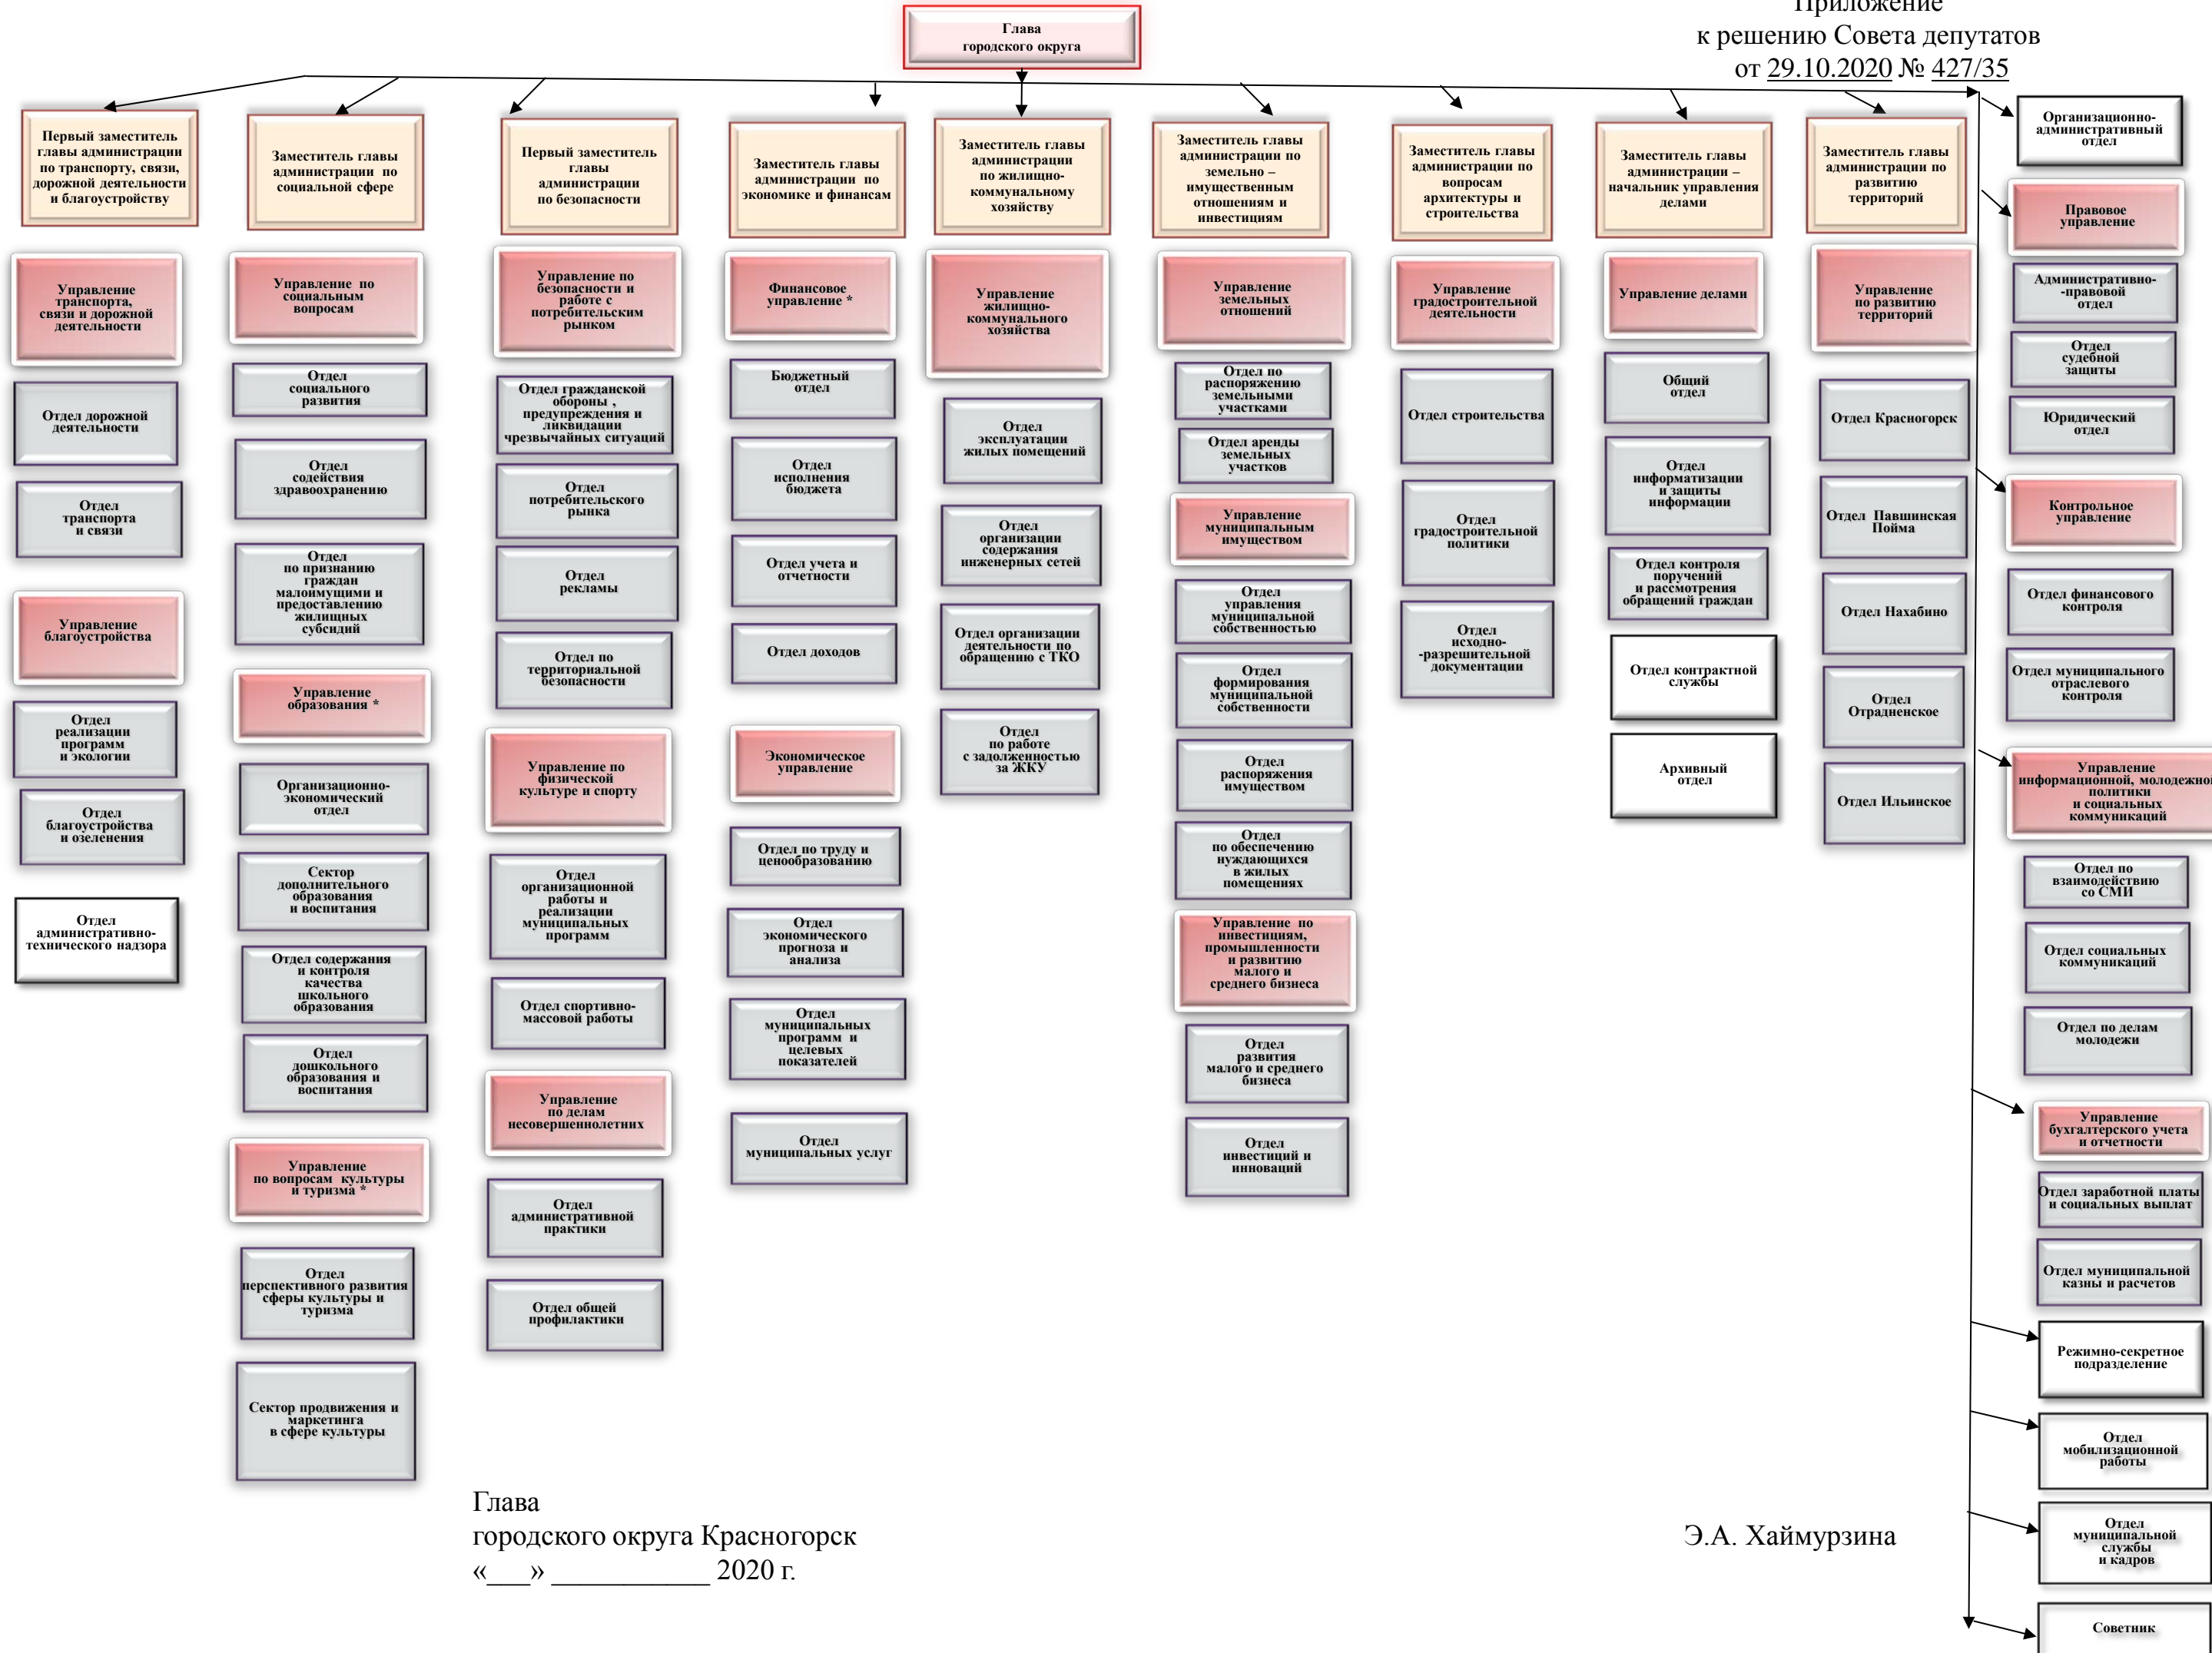 Приложение
к решению Совета депутатов
от 29.10.2020 № 427/35
Глава
городского округа
Первый заместитель
главы администрации
по транспорту, связи,
дорожной деятельности
и благоустройству
Управление
транспорта,
связи и дорожной
деятельности
Отдел дорожной
деятельности
Отдел
транспорта
и связи
Управление
благоустройства
Отдел
реализации
программ
и экологии
Отдел
благоустройства
и озеленения
Отдел
административно-
технического надзора
Заместитель главы
администрации по
социальной сфере
Управление по
социальным
вопросам
Отдел
социального
развития
Отдел
содействия
здравоохранению
Отдел
по признанию
граждан
малоимущими и
предоставлению
жилищных
субсидий
Управление
образования *
Организационно-
экономический
отдел
Сектор
дополнительного
образования
и воспитания
Отдел содержания
и контроля
качества
школьного
образования
Отдел
дошкольного
образования и
воспитания
Управление
по вопросам культуры
и туризма *
Отдел
перспективного развития
сферы культуры и
туризма
Сектор продвижения и
маркетинга
в сфере культуры
Первый заместитель
главы
администрации
по безопасности
Управление по
безопасности и
работе с
потребительским
рынком
Отдел гражданской
обороны ,
предупреждения и
ликвидации
чрезвычайных ситуаций
Отдел
потребительского
рынка
Отдел
рекламы
Отдел по
территориальной
безопасности
Управление по
физической
культуре и спорту
Отдел
организационной
работы и
реализации
муниципальных
программ
Отдел спортивно-
массовой работы
Управление
по делам
несовершеннолетних
Отдел
административной
практики
Отдел общей
профилактики
Заместитель главы
администрации по
экономике и финансам
Финансовое
управление *
Бюджетный
отдел
Отдел
исполнения
бюджета
Отдел учета и
отчетности
Отдел доходов
Экономическое
управление
Отдел по труду и
ценообразованию
Отдел
экономического
прогноза и
анализа
Отдел
муниципальных
программ и
целевых
показателей
Отдел
муниципальных услуг
Заместитель главы
администрации
по жилищно-
коммунальному
хозяйству
Управление
жилищно-
коммунального
хозяйства
Отдел
эксплуатации
жилых помещений
Отдел
организации
содержания
инженерных сетей
Отдел организации
деятельности по
обращению с ТКО
Отдел
по работе
с задолженностью
за ЖКУ
Заместитель главы
администрации по
земельно –
имущественным
отношениям и
инвестициям
Управление
земельных
отношений
Отдел по
распоряжению
земельными
участками
Отдел аренды
земельных
участков
Управление
муниципальным
имуществом
Отдел
управления
муниципальной
собственностью
Отдел
формирования
муниципальной
собственности
Отдел
распоряжения
имуществом
Отдел
по обеспечению
нуждающихся
в жилых
помещениях
Управление по
инвестициям,
промышленности
и развитию
малого и
среднего бизнеса
Отдел
развития
малого и среднего
бизнеса
Отдел
инвестиций и
инноваций
Заместитель главы
администрации по
вопросам
архитектуры и
строительства
Управление
градостроительной
деятельности
Отдел строительства
Отдел
градостроительной
политики
Отдел
исходно-
-разрешительной
документации
Заместитель главы
администрации –
начальник управления
делами
Управление делами
Общий
отдел
Отдел
информатизации
и защиты
информации
Отдел контроля
поручений
и рассмотрения
обращений граждан
Отдел контрактной
службы
Архивный
отдел
Заместитель главы
администрации по
развитию
территорий
Управление
по развитию
территорий
Отдел Красногорск
Отдел Павшинская
Пойма
Отдел Нахабино
Отдел
Отрадненское
Отдел Ильинское
Организационно-
административный
отдел
Правовое
управление
Административно-
-правовой
отдел
Отдел
судебной
защиты
Юридический
отдел
Контрольное
управление
Отдел финансового
контроля
Отдел муниципального
отраслевого
контроля
Управление
информационной, молодежной
политики
и социальных
коммуникаций
Отдел по
взаимодействию
со СМИ
Отдел социальных
коммуникаций
Отдел по делам
молодежи
Управление
бухгалтерского учета
и отчетности
Отдел заработной платы
и социальных выплат
Отдел муниципальной
казны и расчетов
Режимно-секретное
подразделение
Отдел
мобилизационной
работы
Отдел
муниципальной
службы
и кадров
Советник
Глава
городского округа Красногорск
Э.А. Хаймурзина
«___» ___________ 2020 г.